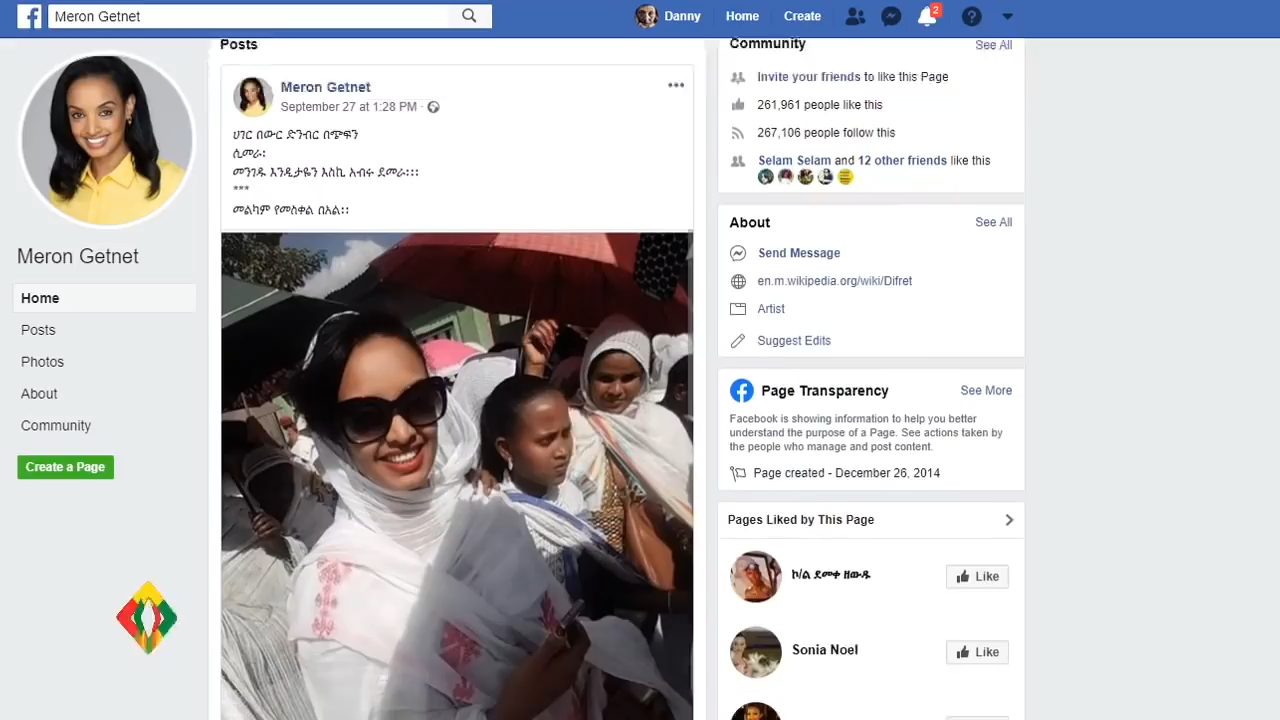 Meron Getnet
Danny
Home
Create
2
Meron Getnet
Home
Posts
Photos
About
Community
Create a Page
Posts
Meron Getnet
September 27 at 1:28 PM
ሀገር በውር ድንብር በጭፍን
ሲመራ፡
መንገዱ እንዲታዬን እስኪ አብሩ ደመራ፡፡፡
***
መልካም የመስቀል በአል፡፡
Community
See All
Invite your friends to like this Page
261,961 people like this
267,106 people follow this
Selam Selam and 12 other friends like this
About
See All
Send Message
en.m.wikipedia.org/wiki/Difret
Artist
Suggest Edits
Page Transparency
See More
Facebook is showing information to help you better
understand the purpose of a Page. See actions taken by
the people who manage and post content.
Page created - December 26, 2014
Pages Liked by This Page
ኮ/ል ደመቀ ዘውዱ
Like
Sonia Noel
Like